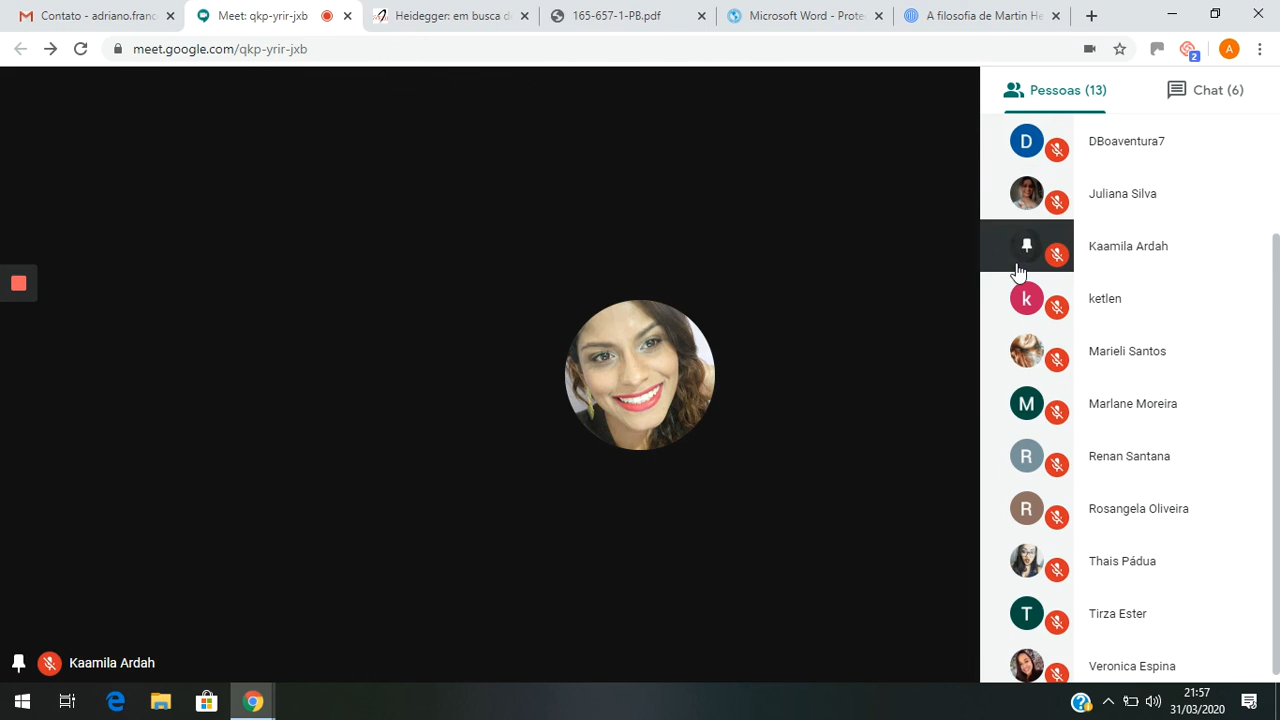 Contato - adriano.franc
Meet: qkp-yrir-jxb
Heidegger: em busca d
165-657-1-PB.pdf
Microsoft Word - Prote
A filosofia de Martin He
meet.google.com/qkp-yrir-jxb
2
A
Pessoas (13)
Chat (6)
D
DBoaventura7
Juliana Silva
Kaamila Ardah
k
ketlen
Marieli Santos
M
Marlane Moreira
R
Renan Santana
R
Rosangela Oliveira
Thais Pádua
T
Tirza Ester
Veronica Espina
Kaamila Ardah
21:57
31/03/2020